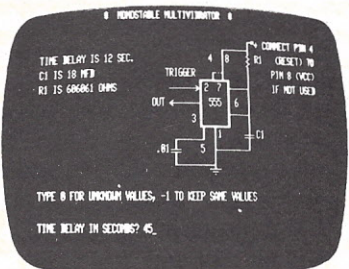 MONOSTABLE MULTIVIBRATOR
TIME DELAY IS 12 SEC.
C1 IS 18 MFD
R1 IS 606061 OHMS
TRIGGER
OUT
4 8
2 7
555
6
3
1
5
.01
C1
R1
CONNECT PIN 4
(RESET) TO
PIN 8 (VCC)
IF NOT USED
TYPE 0 FOR UNKNOWN VALUES, -1 TO KEEP SAME VALUES
TIME DELAY IN SECONDS? 45_